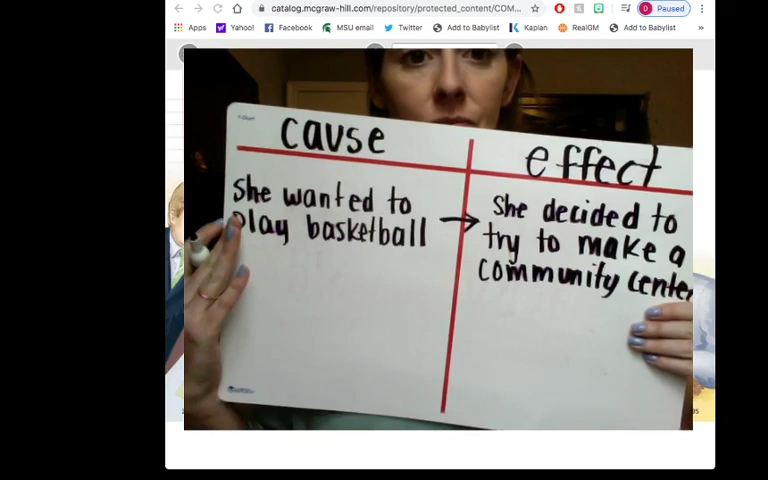 catalog.mcgraw-hill.com/repository/protected_content/COM...
D Paused
Apps Yahoo! Facebook MSU email Twitter Add to Babylist Kaplan RealGM Add to Babylist »
cause
effect
She wanted to
play basketball →
She decided to
try to make a
community cente